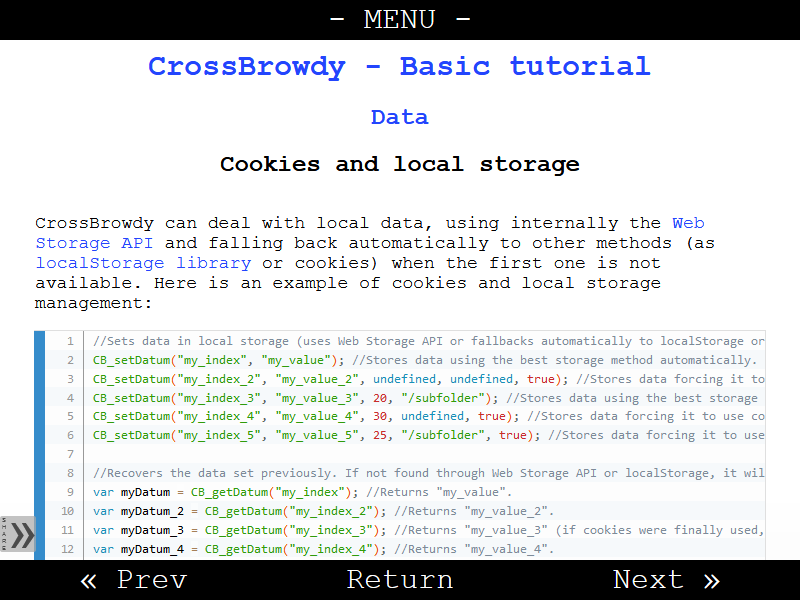 - MENU -
CrossBrowdy - Basic tutorial
Data
Cookies and local storage
CrossBrowdy can deal with local data, using internally the Web
Storage API and falling back automatically to other methods (as
localStorage library or cookies) when the first one is not
available. Here is an example of cookies and local storage
management:
1 //Sets data in local storage (uses Web Storage API or fallbacks automatically to localStorage or
2 CB_setDatum("my_index", "my_value"); //Stores data using the best storage method automatically.
3 CB_setDatum("my_index_2", "my_value_2", undefined, undefined, true); //Stores data forcing it to
4 CB_setDatum("my_index_3", "my_value_3", 20, "/subfolder"); //Stores data using the best storage
5 CB_setDatum("my_index_4", "my_value_4", 30, undefined, true); //Stores data forcing it to use co
6 CB_setDatum("my_index_5", "my_value_5", 25, "/subfolder", true); //Stores data forcing it to use
7
8 //Recovers the data set previously. If not found through Web Storage API or localStorage, it wil
9 var myDatum = CB_getDatum("my_index"); //Returns "my_value".
10 var myDatum_2 = CB_getDatum("my_index_2"); //Returns "my_value_2".
11 var myDatum_3 = CB_getDatum("my_index_3"); //Returns "my_value_3" (if cookies were finally used,
12 var myDatum_4 = CB_getDatum("my_index_4"); //Returns "my_value_4".
SHARE »
« Prev Return Next »